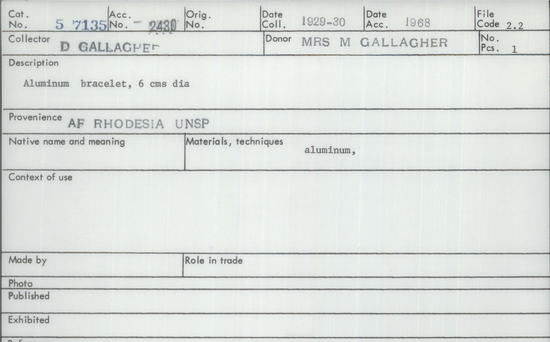 Cat. No. 5 7135 Acc. No. 2430 Orig. No. Date Coll. 1929-30 Date Acc. 1968 File Code 2.2
Collector D GALLAGHER Donor MRS M GALLAGHER No. Pcs. 1
Description
Aluminum bracelet, 6 cms dia
Provenience AF RHODESIA UNSP
Native name and meaning Materials, techniques
aluminum,
Context of use
Made by Role in trade
Photo
Published
Exhibited